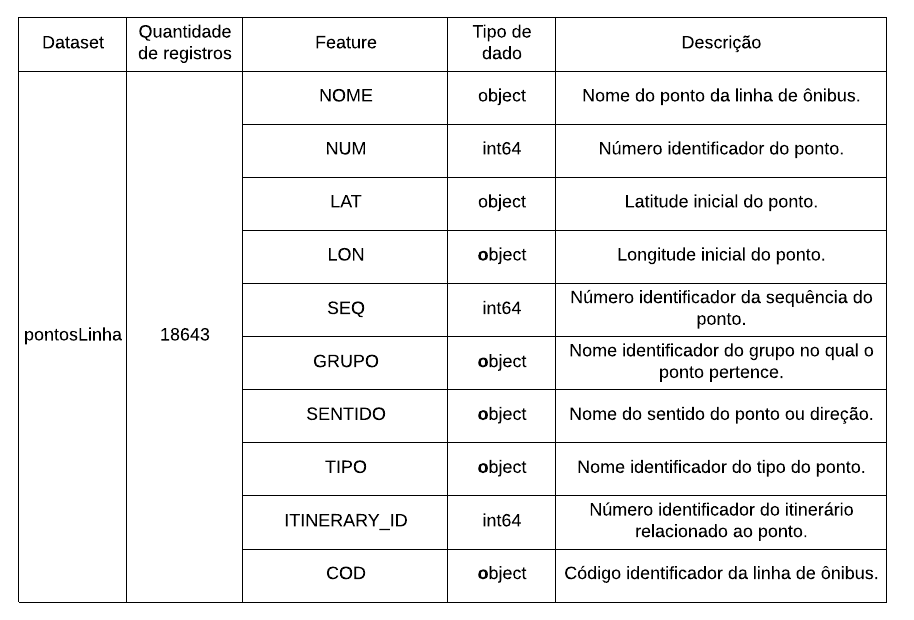 Dataset
Quantidade
de registros
Feature
Tipo de
dado
Descrição
pontosLinha
18643
NOME
object
Nome do ponto da linha de ônibus.
NUM
int64
Número identificador do ponto.
LAT
object
Latitude inicial do ponto.
LON
object
Longitude inicial do ponto.
SEQ
int64
Número identificador da sequência do
ponto.
GRUPO
object
Nome identificador do grupo no qual o
ponto pertence.
SENTIDO
object
Nome do sentido do ponto ou direção.
TIPO
object
Nome identificador do tipo do ponto.
ITINERARY_ID
int64
Número identificador do itinerário
relacionado ao ponto.
COD
object
Código identificador da linha de ônibus.